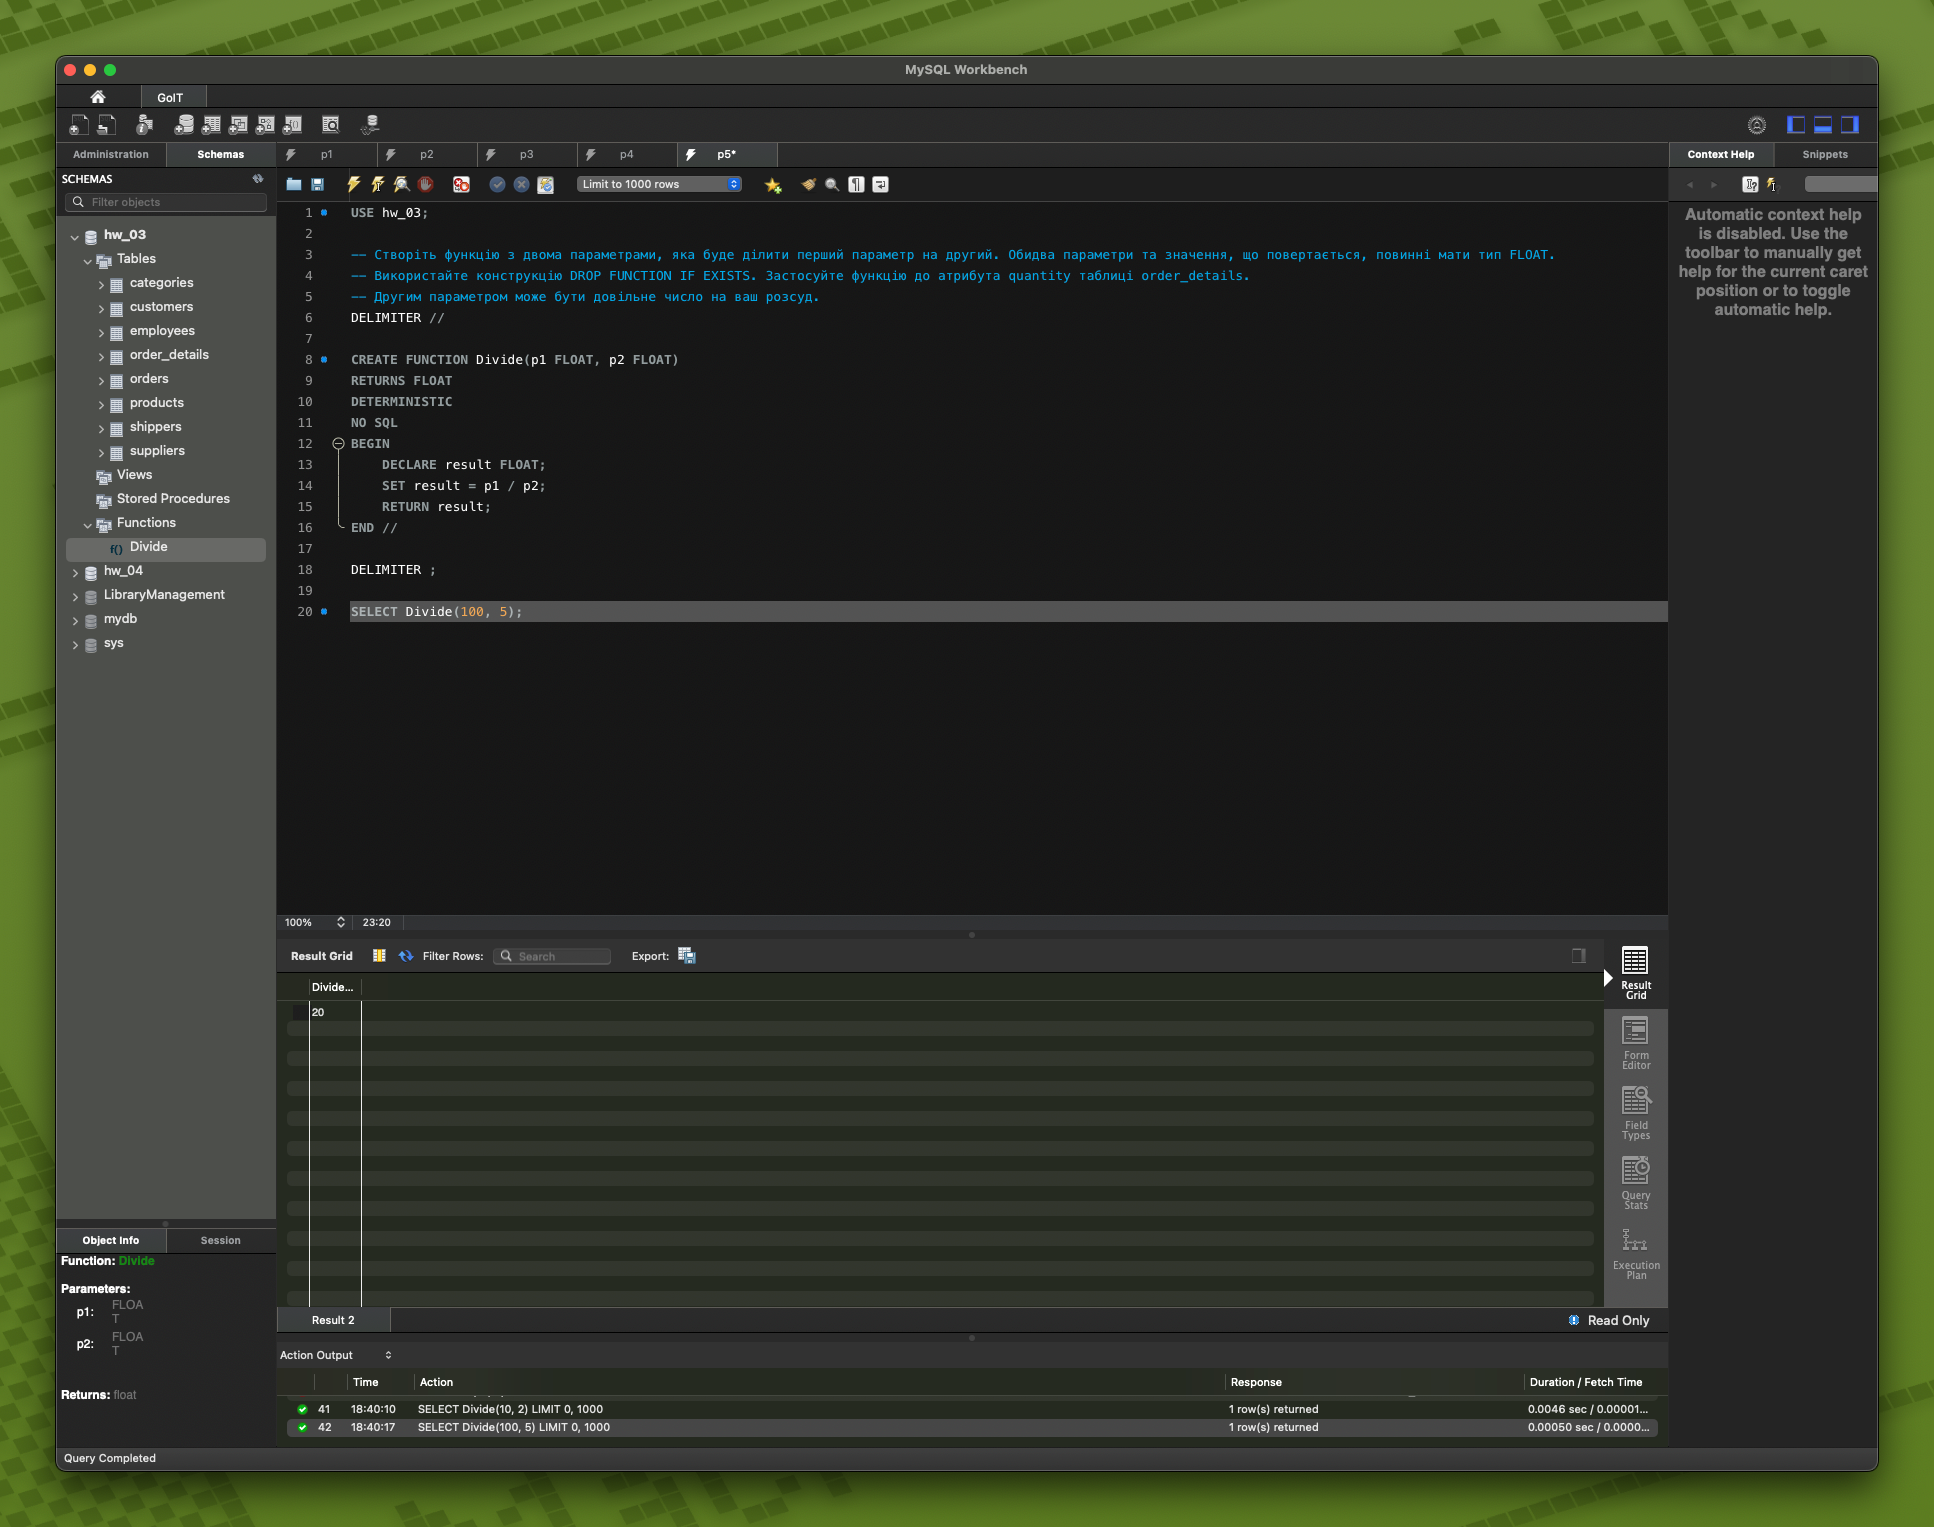 MySQL Workbench
GoIT
Administration
Schemas
p1
p2
p3
p4
p5*
Context Help
Snippets
SCHEMAS
Filter objects
hw_03
Tables
categories
customers
employees
order_details
orders
products
shippers
suppliers
Views
Stored Procedures
Functions
f() Divide
hw_04
LibraryManagement
mydb
sys
Limit to 1000 rows
1 USE hw_03;
2
3 -- Створіть функцію з двома параметрами, яка буде ділити перший параметр на другий. Обидва параметри та значення, що повертається, повинні мати тип FLOAT.
4 -- Використайте конструкцію DROP FUNCTION IF EXISTS. Застосуйте функцію до атрибута quantity таблиці order_details.
5 -- Другим параметром може бути довільне число на ваш розсуд.
6 DELIMITER //
7
8 CREATE FUNCTION Divide(p1 FLOAT, p2 FLOAT)
9 RETURNS FLOAT
10 DETERMINISTIC
11 NO SQL
12 BEGIN
13 DECLARE result FLOAT;
14 SET result = p1 / p2;
15 RETURN result;
16 END //
17
18 DELIMITER ;
19
20 SELECT Divide(100, 5);
Automatic context help
is disabled. Use the
toolbar to manually get
help for the current caret
position or to toggle
automatic help.
100%
23:20
Result Grid
Filter Rows:
Search
Export:
Divide...
20
Result
Grid
Form
Editor
Field
Types
Query
Stats
Execution
Plan
Object Info
Session
Function: Divide
Parameters:
p1: FLOA
T
p2: FLOA
T
Returns: float
Result 2
Read Only
Action Output
Time Action Response Duration / Fetch Time
41 18:40:10 SELECT Divide(10, 2) LIMIT 0, 1000 1 row(s) returned 0.0046 sec / 0.00001...
42 18:40:17 SELECT Divide(100, 5) LIMIT 0, 1000 1 row(s) returned 0.00050 sec / 0.0000...
Query Completed